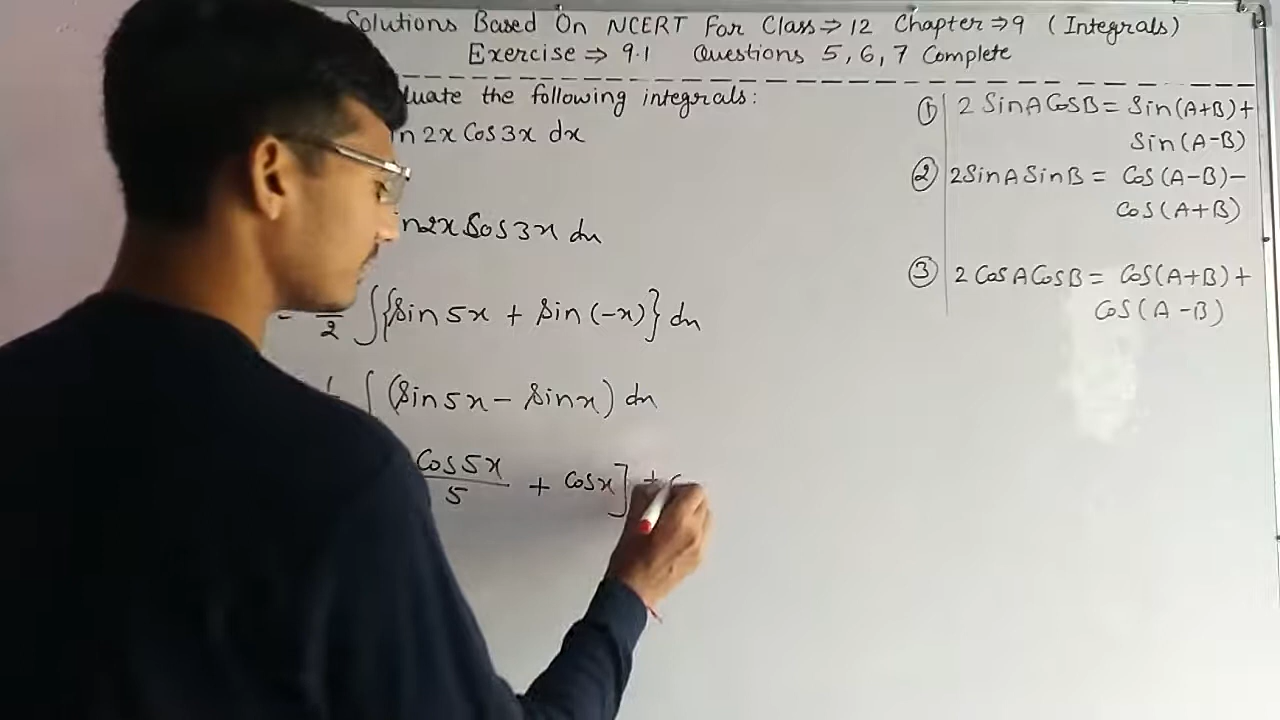 Solutions Based On NCERT For Class⇒12 Chapter⇒9 (Integrals)
Exercise ⇒ 9.1 Questions 5, 6, 7 Complete
luate the following integrals:
n 2x Cos 3x dx
n2x Cos 3x dx
= 2 ∫{Sin 5x + Sin (-x)} dx
∫ (Sin 5x - Sin x) dx
Cos 5x / 5 + Cos x] +
① 2 SinA CosB = Sin(A+B) +
Sin(A-B)
② 2SinA SinB = Cos(A-B) -
Cos(A+B)
③ 2 CosA CosB = Cos(A+B) +
Cos(A-B)